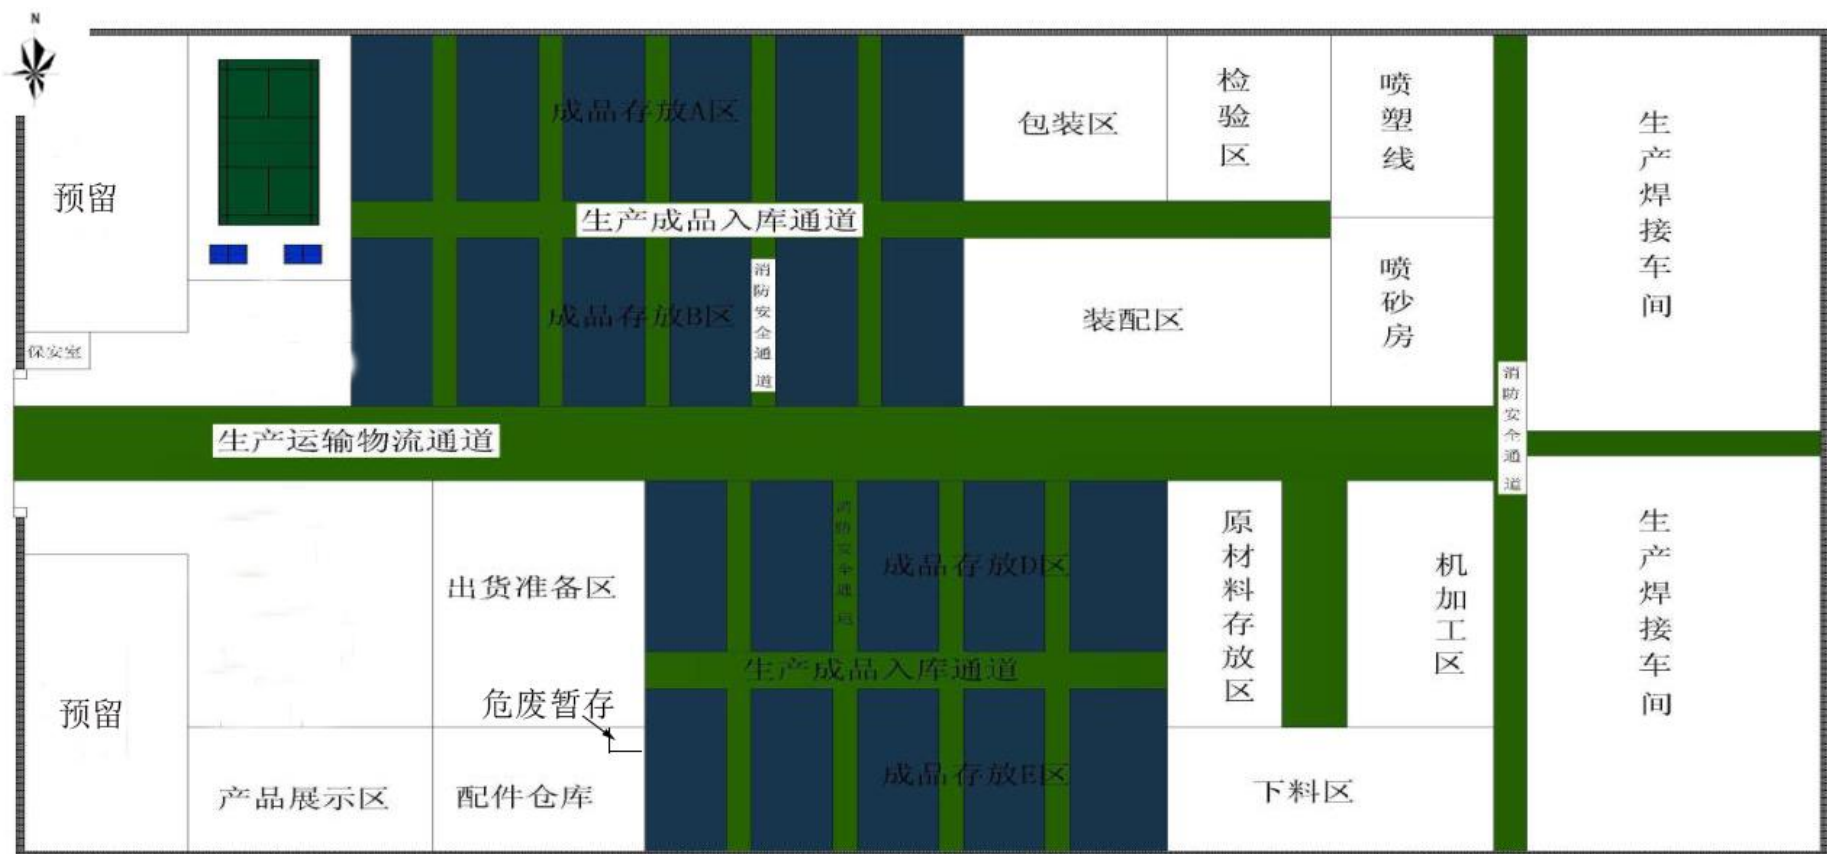 N
成品存放A区
包装区
检验区
喷塑线
生产焊接车间
预留
生产成品入库通道
消防安全通道
成品存放B区
装配区
喷砂房
保安室
消防安全通道
生产运输物流通道
出货准备区
消防安全通道
成品存放D区
原材料存放区
机加工区
生产焊接车间
生产成品入库通道
预留
危废暂存
产品展示区
配件仓库
成品存放E区
下料区